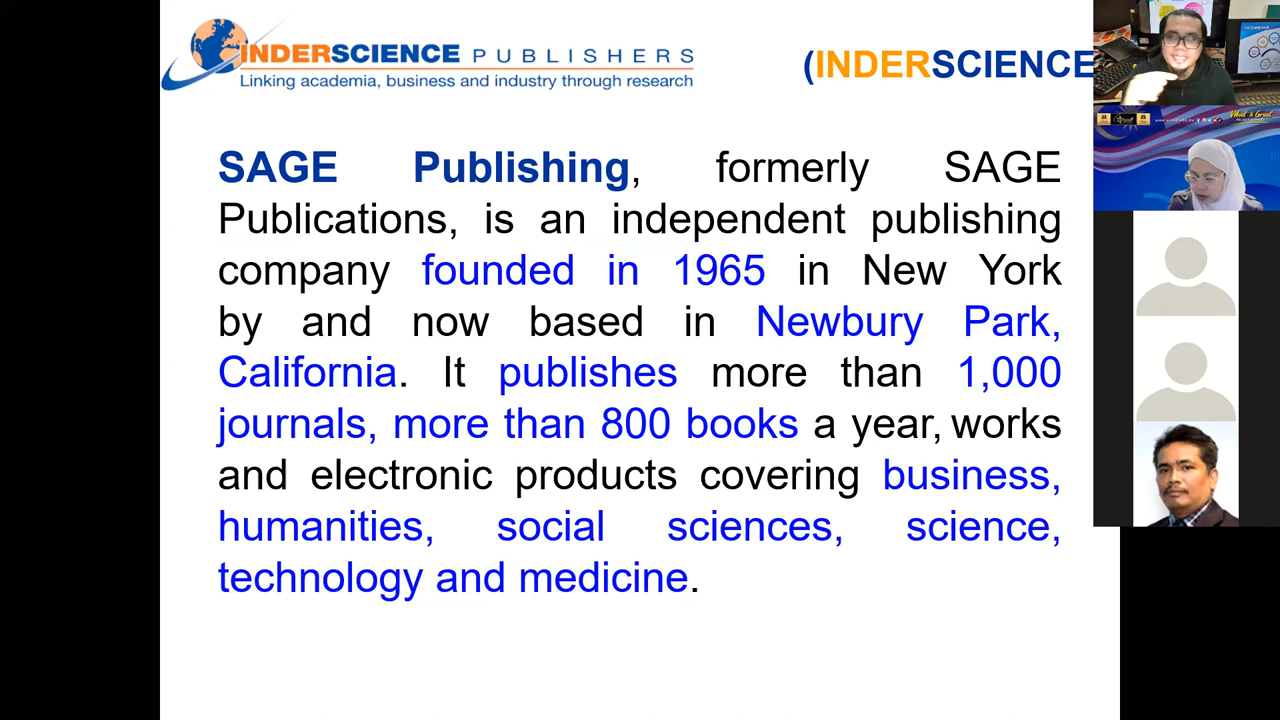 INDERSCIENCE PUBLISHERS
Linking academia, business and industry through research
(INDERSCIENCE
SAGE Publishing, formerly SAGE
Publications, is an independent publishing
company founded in 1965 in New York
by and now based in Newbury Park,
California. It publishes more than 1,000
journals, more than 800 books a year, works
and electronic products covering business,
humanities, social sciences, science,
technology and medicine.